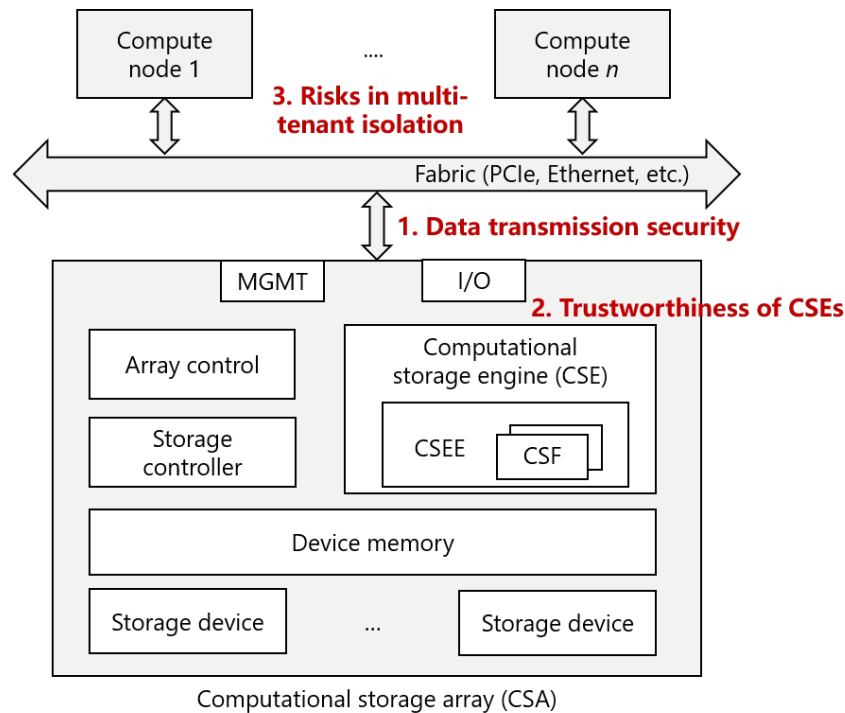 Compute
node 1
....
Compute
node n
3. Risks in multi-
tenant isolation
Fabric (PCIe, Ethernet, etc.)
1. Data transmission security
MGMT
I/O
2. Trustworthiness of CSEs
Array control
Computational
storage engine (CSE)
Storage
controller
CSEE
CSF
Device memory
Storage device
...
Storage device
Computational storage array (CSA)